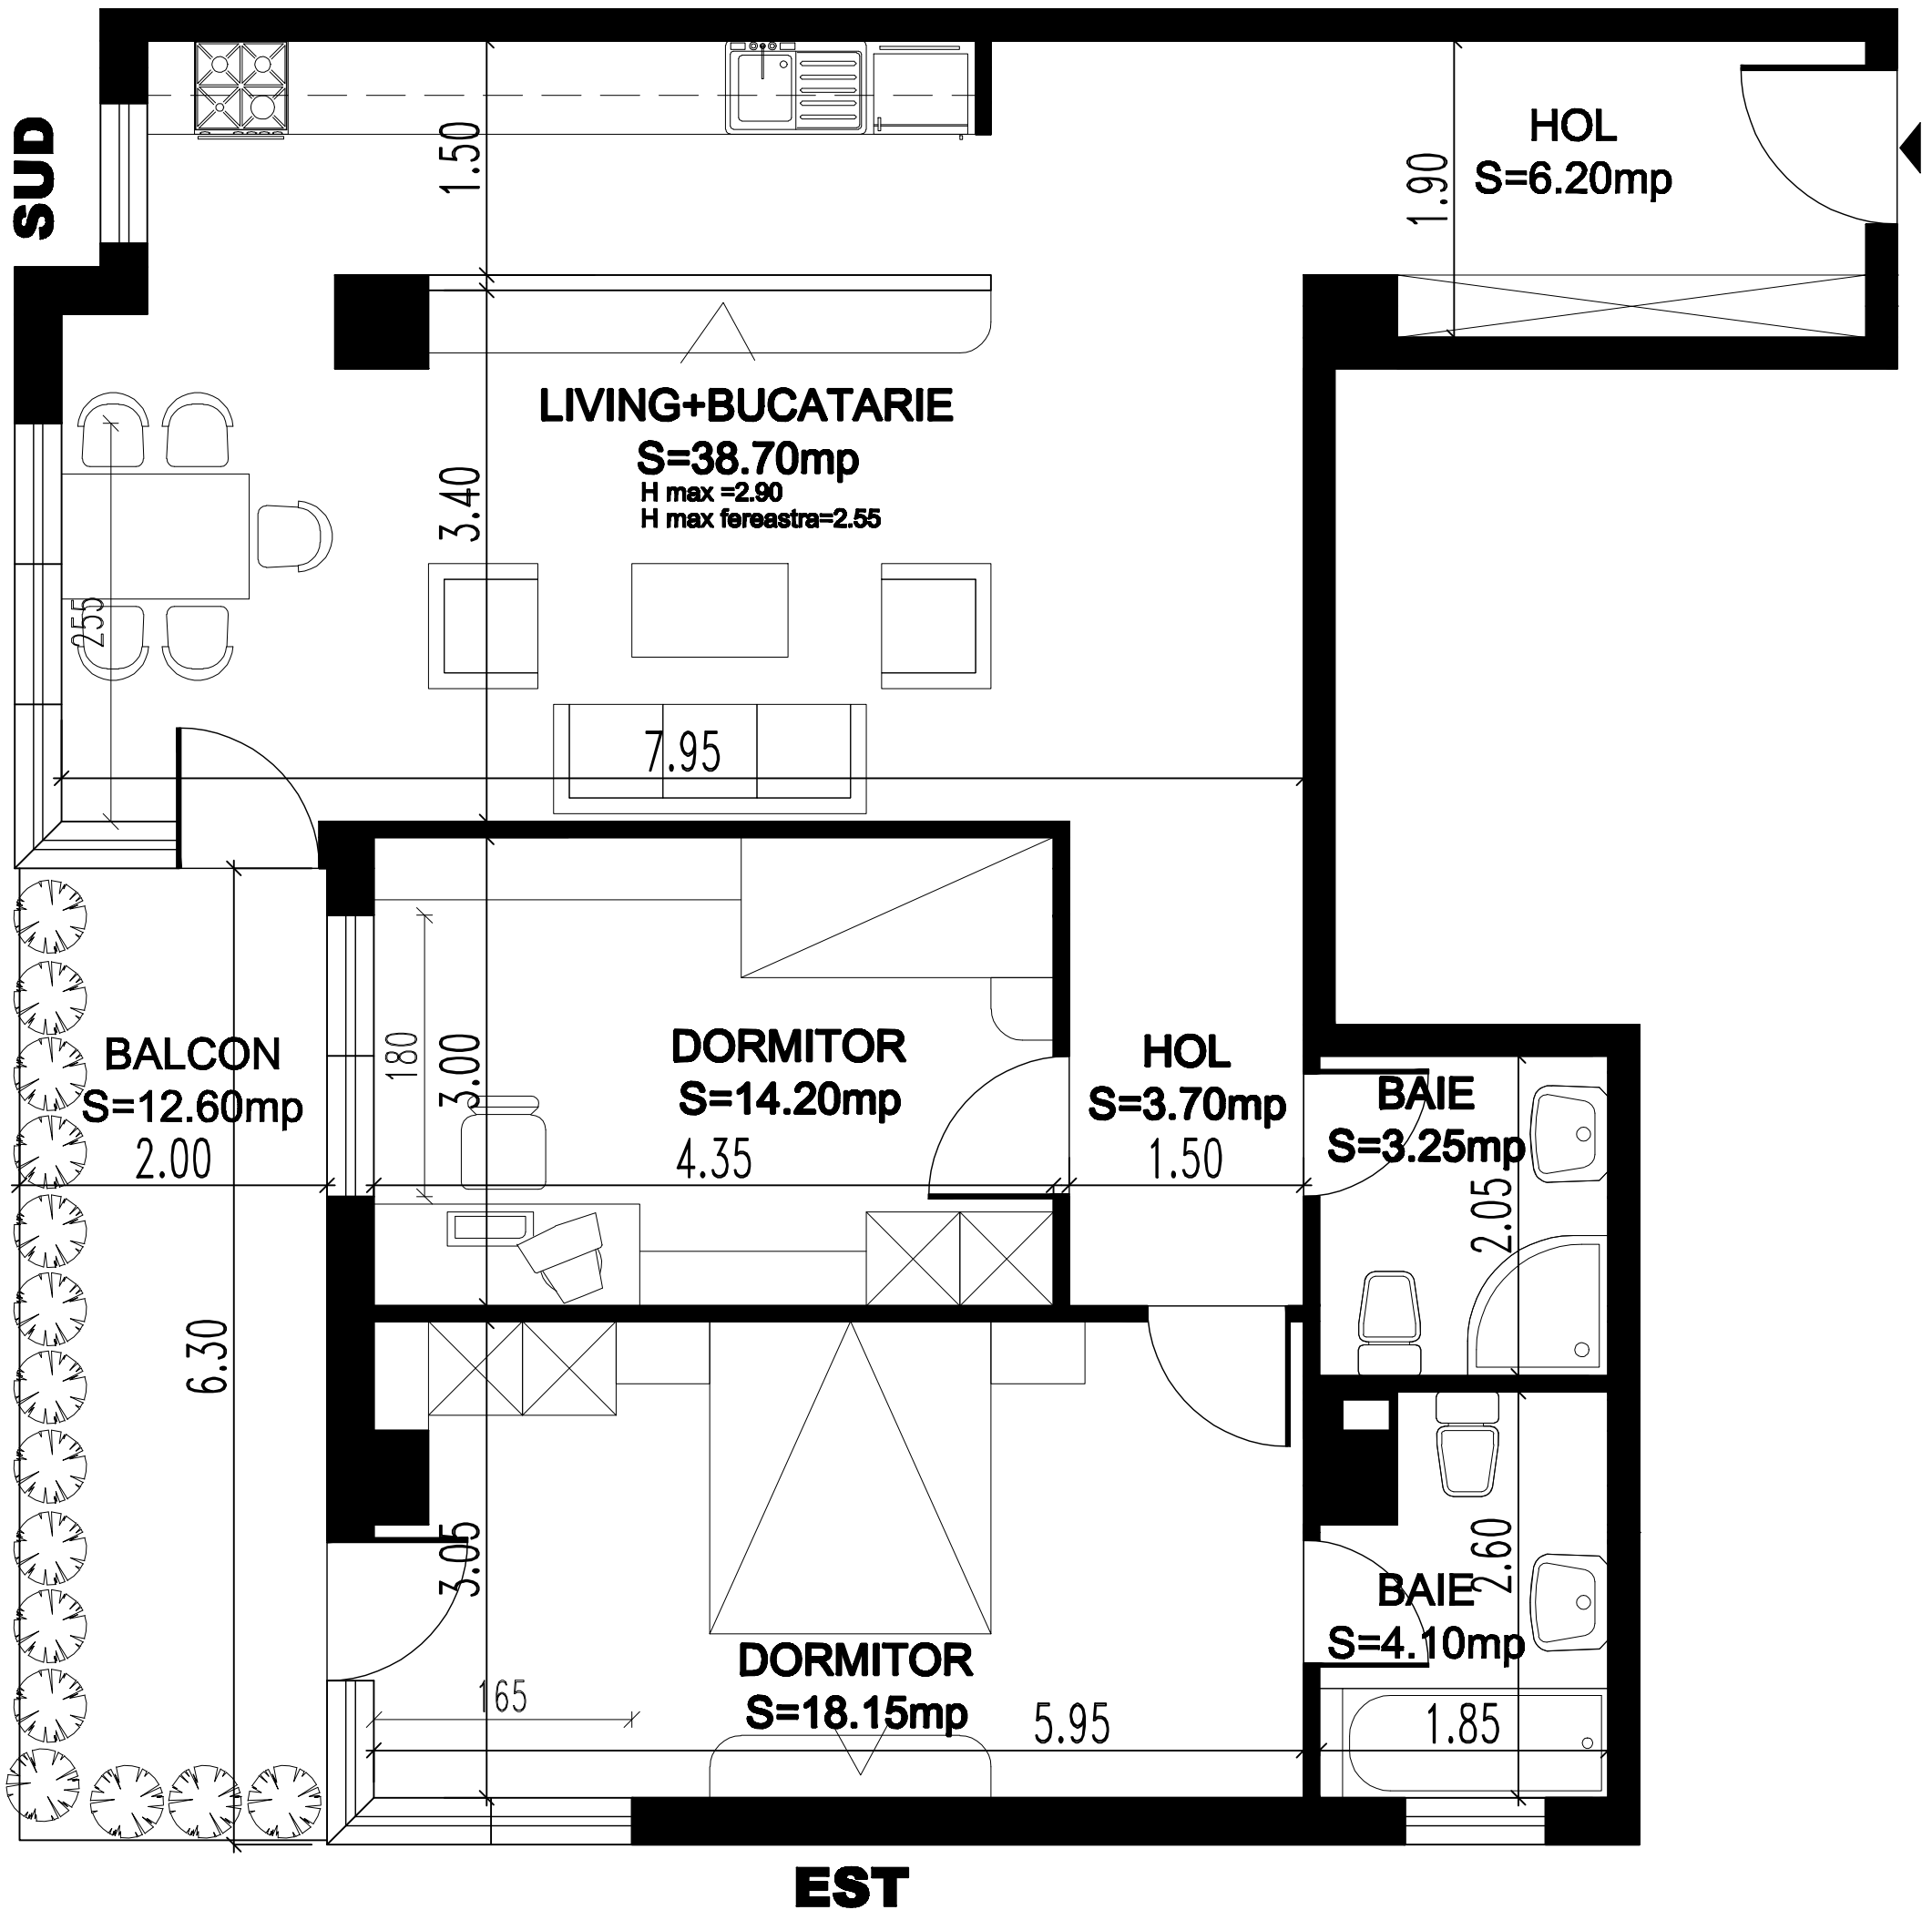 SUD
1.50
1.90
HOL
S=6.20mp
LIVING+BUCATARIE
S=38.70mp
H max =2.90
H max fereastra=2.55
3.40
255
7.95
BALCON
S=12.60mp
2.00
180
3.00
DORMITOR
S=14.20mp
4.35
HOL
S=3.70mp
1.50
BAIE
S=3.25mp
2.05
6.30
3.05
2.60
BAIE
S=4.10mp
DORMITOR
S=18.15mp
165
5.95
1.85
EST